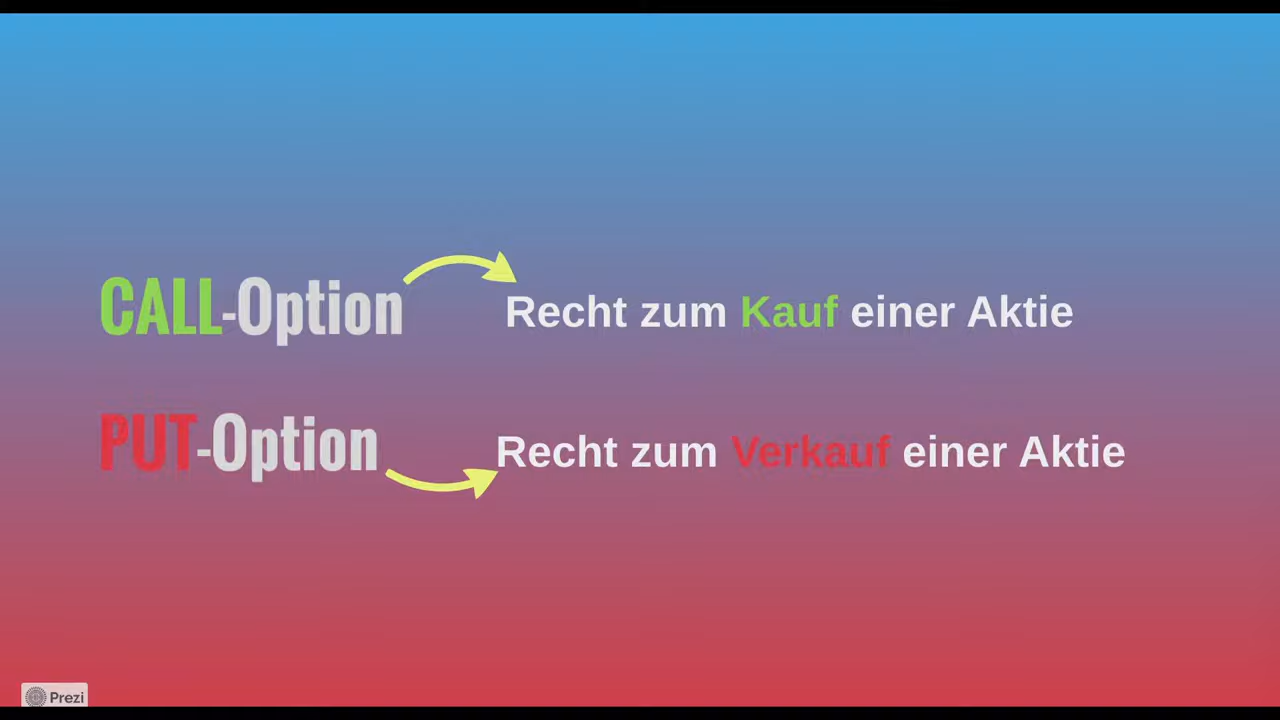 CALL-Option
Recht zum Kauf einer Aktie
PUT-Option
Recht zum Verkauf einer Aktie
Prezi